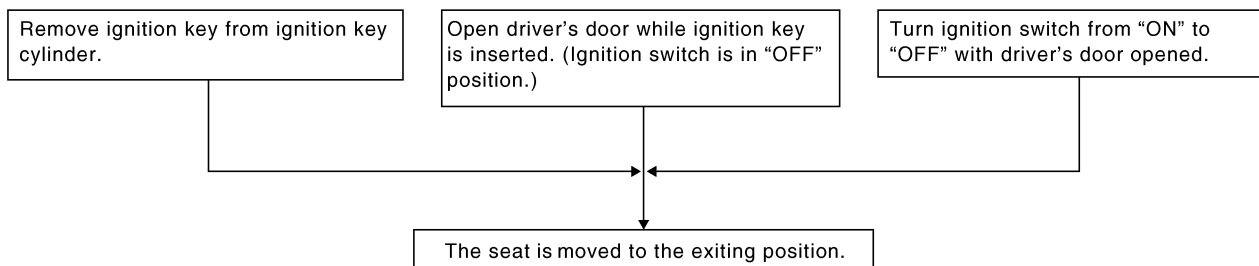 Remove ignition key from ignition key
cylinder.
Open driver’s door while ignition key
is inserted. (Ignition switch is in “OFF”
position.)
Turn ignition switch from “ON” to
“OFF” with driver’s door opened.
The seat is moved to the exiting position.